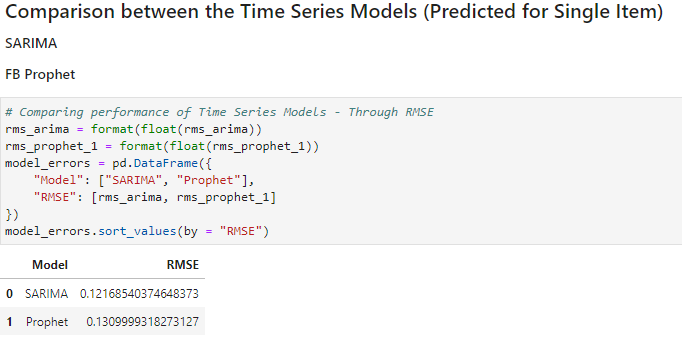 Comparison between the Time Series Models (Predicted for Single Item)
SARIMA
FB Prophet
# Comparing performance of Time Series Models - Through RMSE
rms_arima = format(float(rms_arima))
rms_prophet_1 = format(float(rms_prophet_1))
model_errors = pd.DataFrame({
    "Model": ["SARIMA", "Prophet"],
    "RMSE": [rms_arima, rms_prophet_1]
})
model_errors.sort_values(by = "RMSE")
Model RMSE
0 SARIMA 0.12168540374648373
1 Prophet 0.1309999318273127